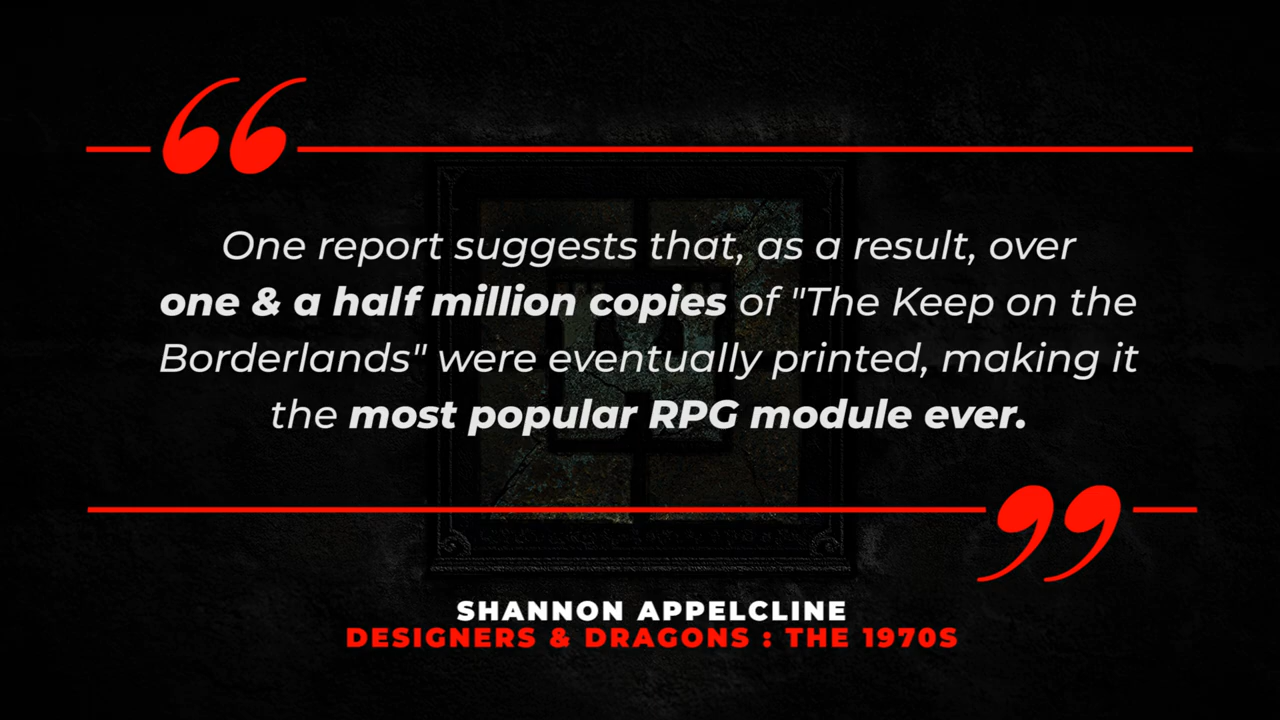 One report suggests that, as a result, over
one & a half million copies of "The Keep on the
Borderlands" were eventually printed, making it
the most popular RPG module ever.
SHANNON APPELCLINE
DESIGNERS & DRAGONS : THE 1970S